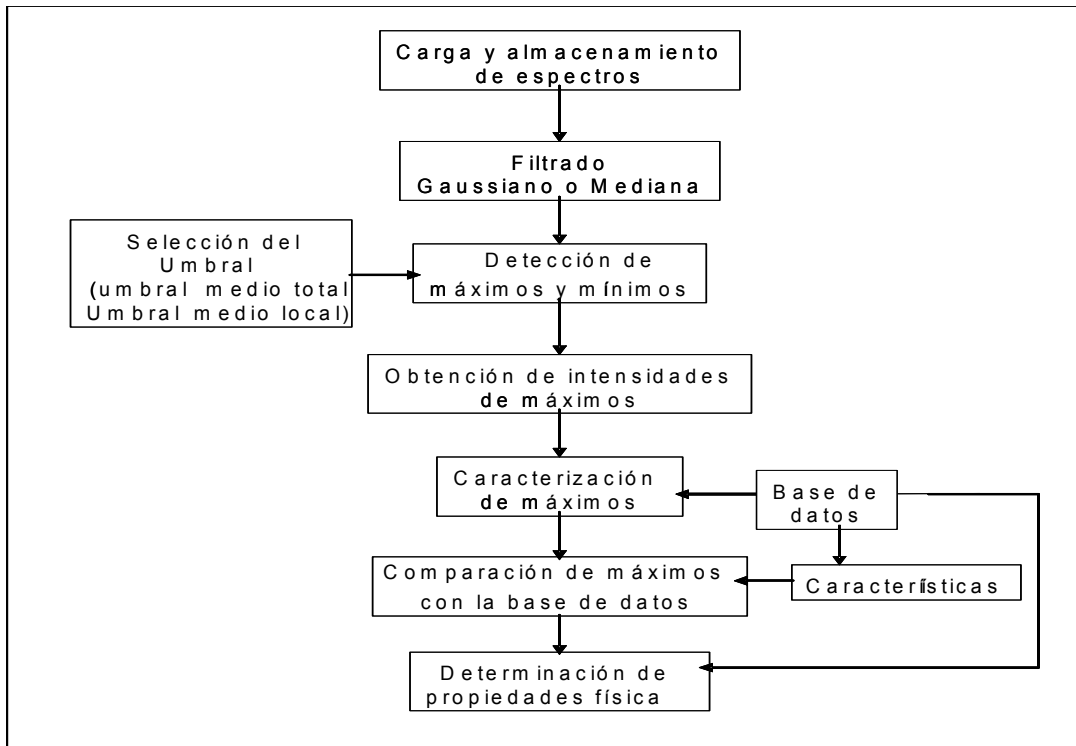 Carga y almacenamiento
de espectros
Filtrado
Gaussiano o Mediana
Selección del
Umbral
(umbral medio total
Umbral medio local)
Detección de
máximos y mínimos
Obtención de intensidades
de máximos
Caracterización
de máximos
Base de
datos
Comparación de máximos
con la base de datos
Características
Determinación de
propiedades física